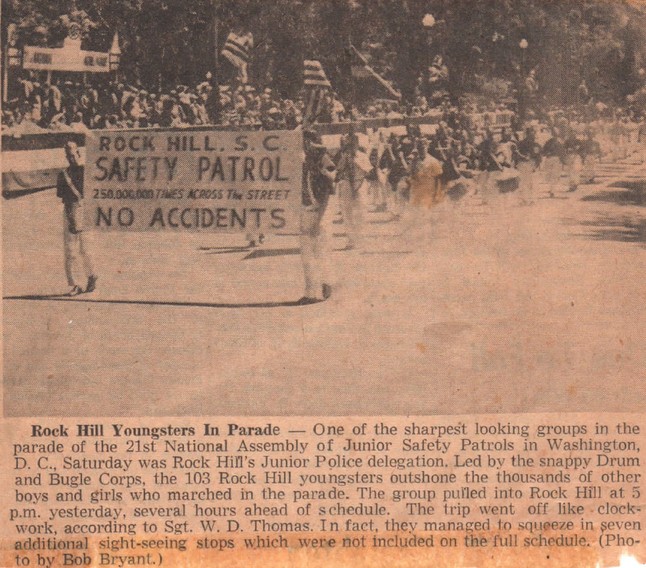 ROCK HILL, S. C.
SAFETY PATROL
250,000,000 TIMES ACROSS THE STREET
NO ACCIDENTS
Rock Hill Youngsters In Parade — One of the sharpest looking groups in the
parade of the 21st National Assembly of Junior Safety Patrols in Washington,
D. C., Saturday was Rock Hill's Junior Police delegation. Led by the snappy Drum
and Bugle Corps, the 103 Rock Hill youngsters outshone the thousands of other
boys and girls who marched in the parade. The group pulled into Rock Hill at 5
p.m. yesterday, several hours ahead of schedule. The trip went off like clock-
work, according to Sgt. W. D. Thomas. In fact, they managed to squeeze in seven
additional sight-seeing stops which were not included on the full schedule. (Pho-
to by Bob Bryant.)